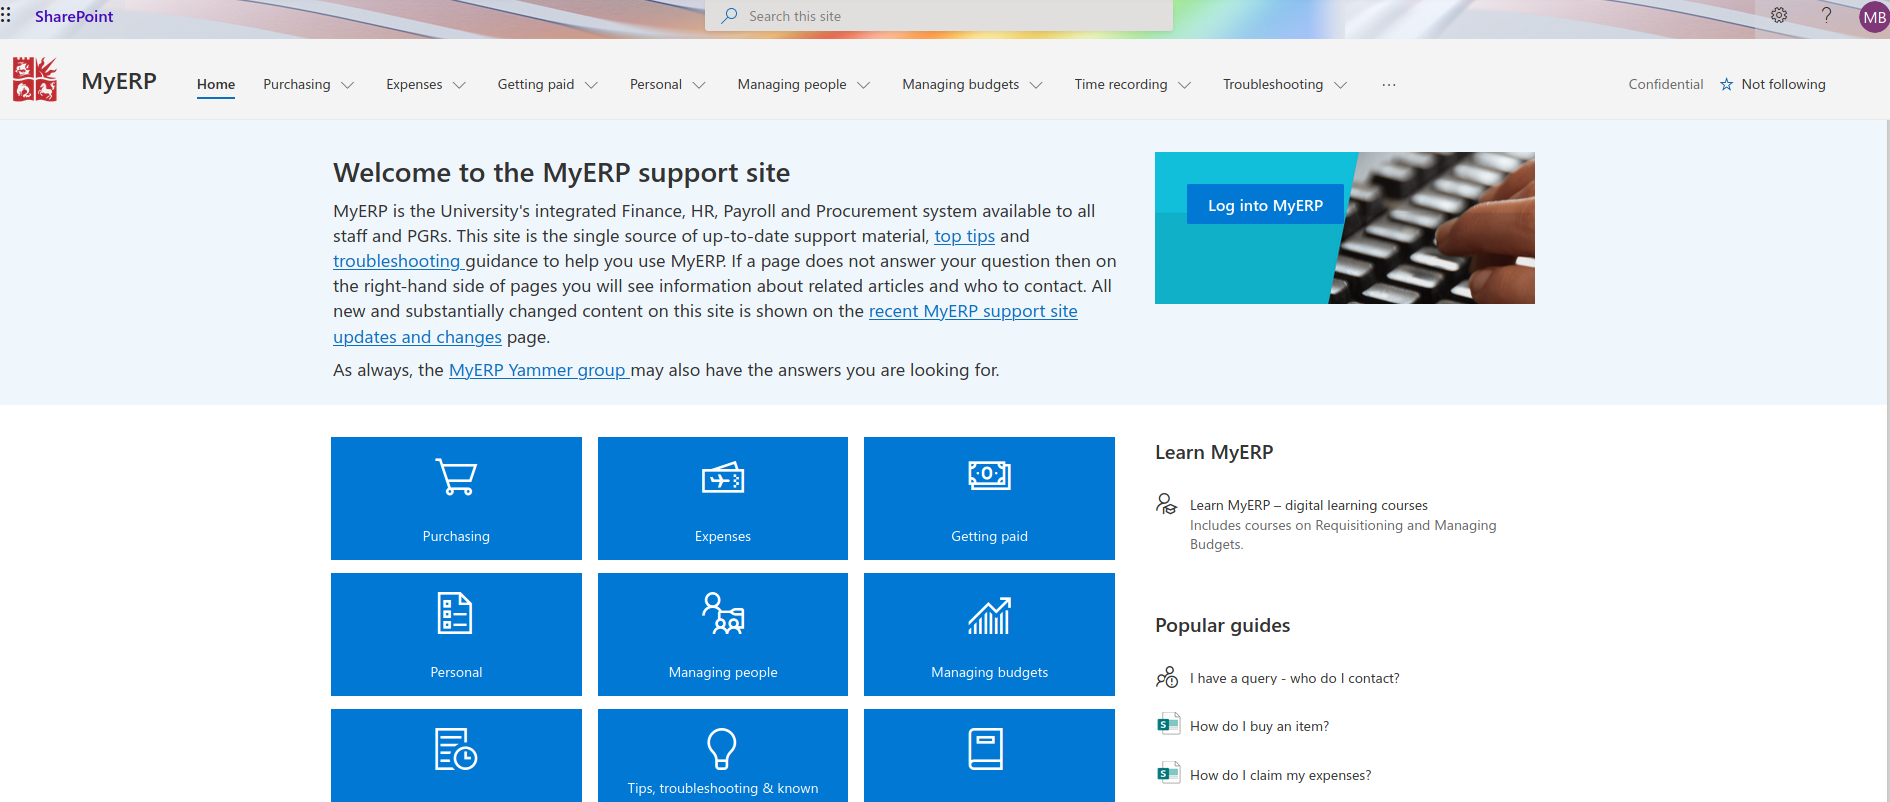 SharePoint
Search this site
?
MB
MyERP
Home
Purchasing
Expenses
Getting paid
Personal
Managing people
Managing budgets
Time recording
Troubleshooting
...
Confidential
Not following
Welcome to the MyERP support site
MyERP is the University's integrated Finance, HR, Payroll and Procurement system available to all
staff and PGRs. This site is the single source of up-to-date support material, top tips and
troubleshooting guidance to help you use MyERP. If a page does not answer your question then on
the right-hand side of pages you will see information about related articles and who to contact. All
new and substantially changed content on this site is shown on the recent MyERP support site
updates and changes page.
As always, the MyERP Yammer group may also have the answers you are looking for.
Log into MyERP
Purchasing
Expenses
Getting paid
Personal
Managing people
Managing budgets
Tips, troubleshooting & known
Learn MyERP
Learn MyERP – digital learning courses
Includes courses on Requisitioning and Managing
Budgets.
Popular guides
I have a query - who do I contact?
S
How do I buy an item?
S
How do I claim my expenses?